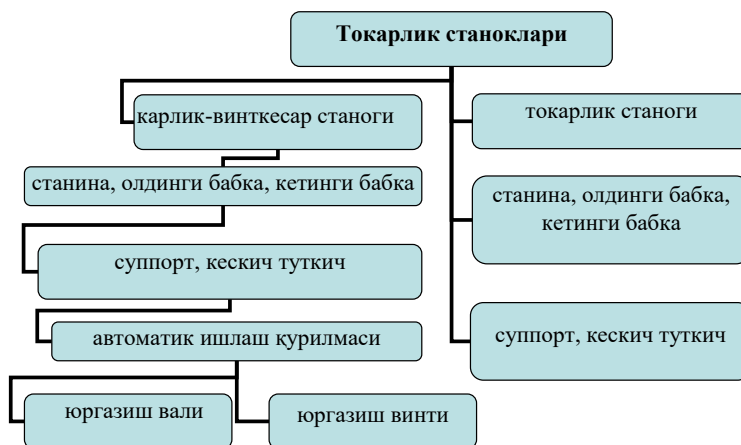 Токарлик станоклари
карлик-винткесар станоги
токарлик станоги
станина, олдинги бабка, кетинги бабка
станина, олдинги бабка,
кетинги бабка
суппорт, кескич туткич
суппорт, кескич туткич
автоматик ишлаш қурилмаси
юргазиш вали
юргазиш винти